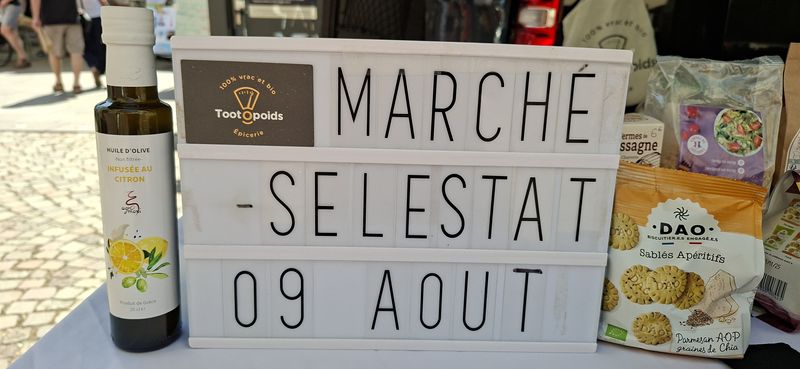 HUILE D'OLIVE
Non filtrée
INFUSÉE AU
CITRON
Produit de Grèce
100% vrac et bio
TootOpoids
Épicerie
MARCHÉ
- SELESTAT
09 AOUT
DAO
BISCUITIER.E.S ENGAGÉ.E.S
Sablés Apéritifs
Parmesan AOP
graines de Chia